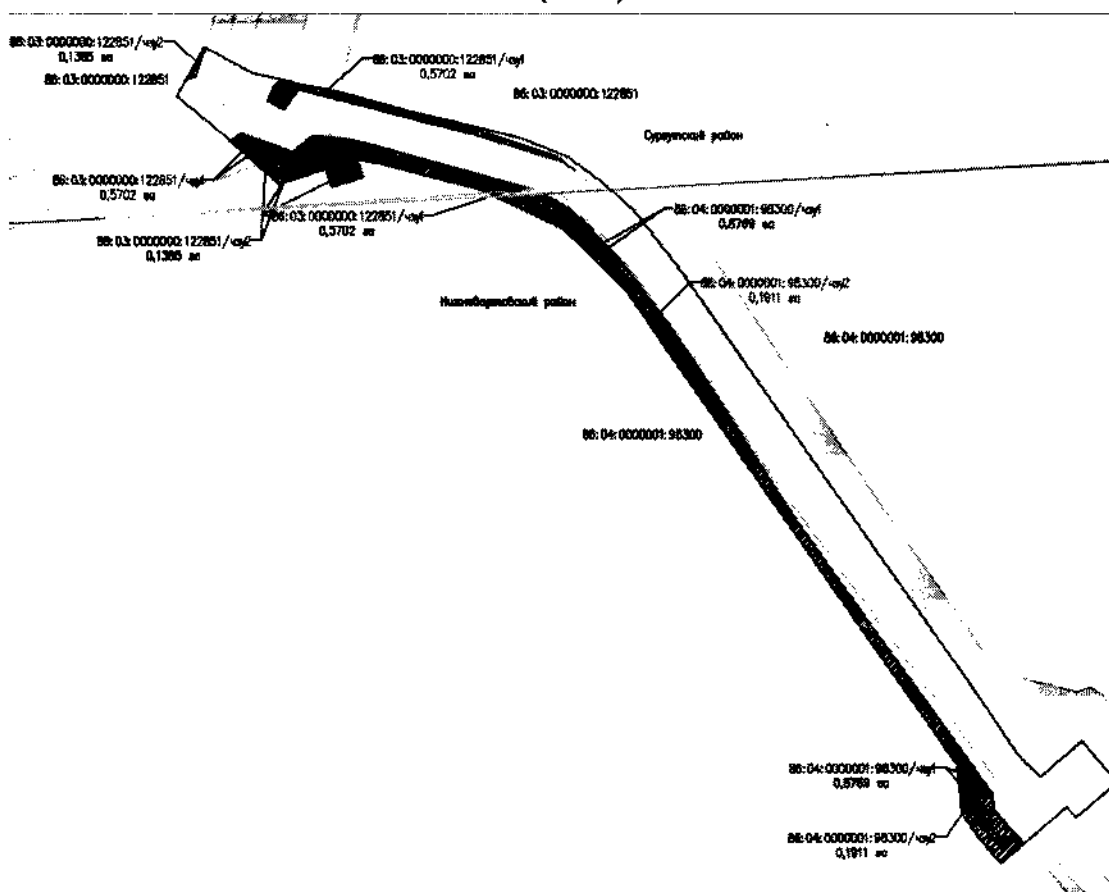 86:03:0000000:122851/чзу2
0,1385 га
86:03:0000000:122851
86:03:0000000:122851/чзу1
0,5702 га
86:03:0000000:122851
Сургутский район
86:03:0000000:122851/чзу1
0,5702 га
86:03:0000000:122851/чзу1
0,5702 га
86:03:0000000:122851/чзу2
0,1385 га
86:04:0000001:98300/чзу1
0,8769 га
Нижневартовский район
86:04:0000001:98300/чзу2
0,1911 га
86:04:0000001:98300
86:04:0000001:98300
86:04:0000001:98300/чзу1
0,8769 га
86:04:0000001:98300/чзу2
0,1911 га